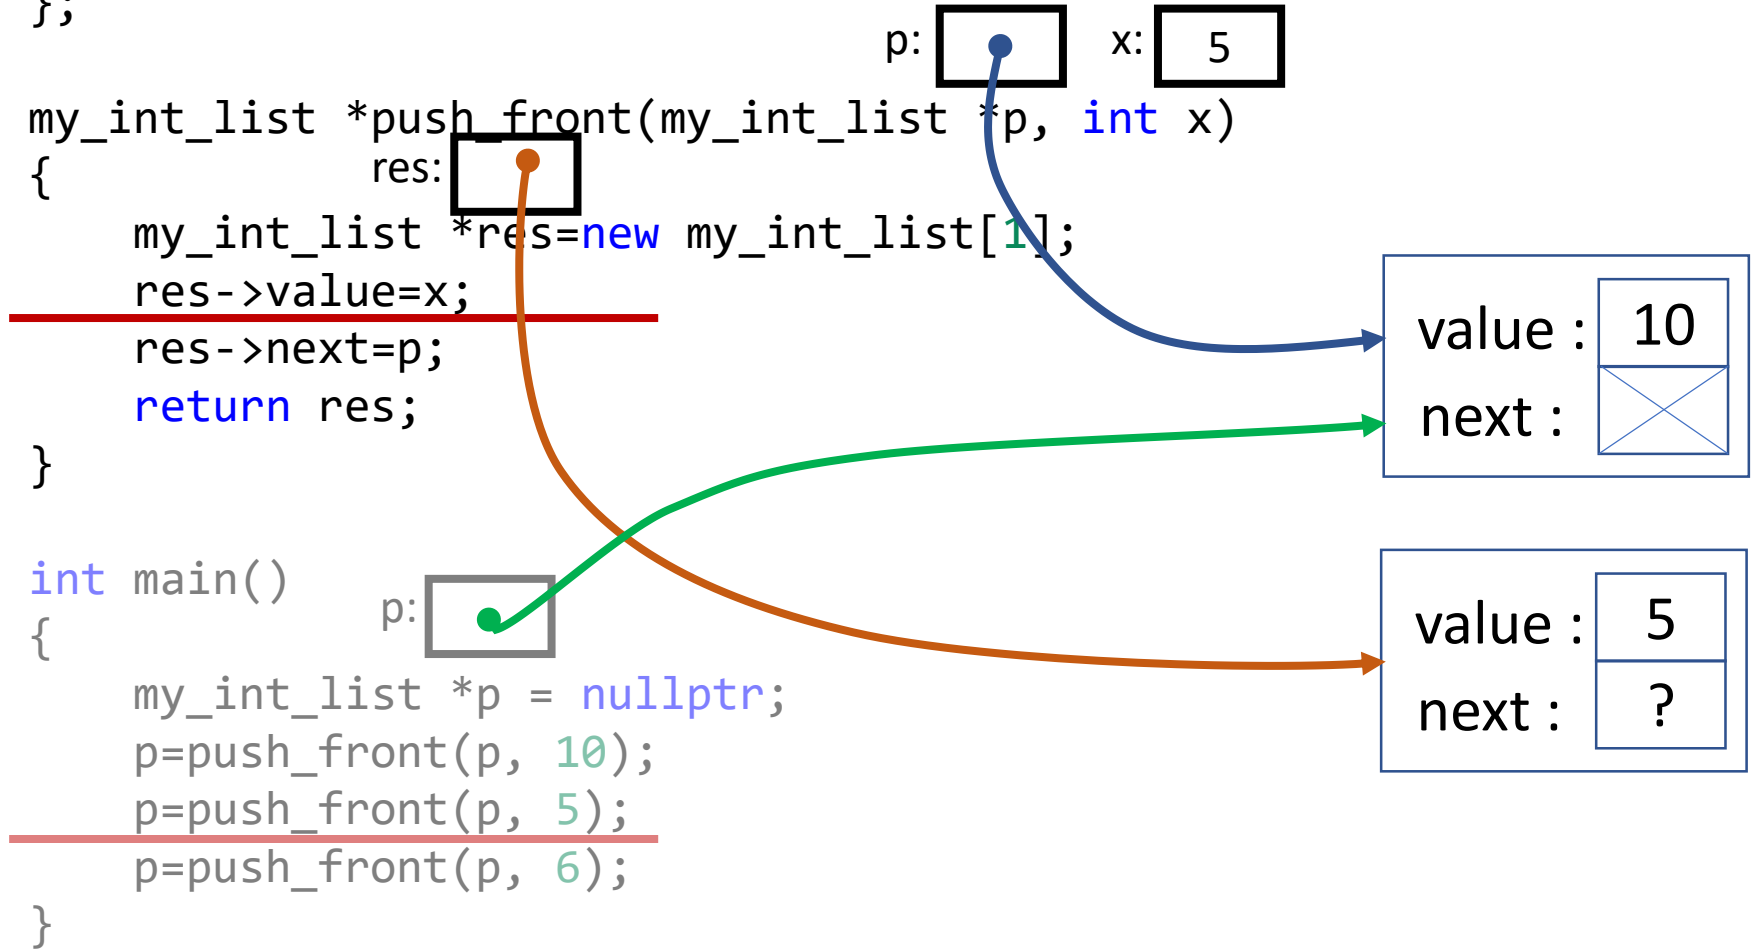 };
p: x: 5
my_int_list *push_front(my_int_list *p, int x)
{
res:
    my_int_list *res=new my_int_list[1];
    res->value=x;
    res->next=p;
    return res;
}
value : 10
next :
int main()
{
p:
    my_int_list *p = nullptr;
    p=push_front(p, 10);
    p=push_front(p, 5);
    p=push_front(p, 6);
}
value : 5
next : ?